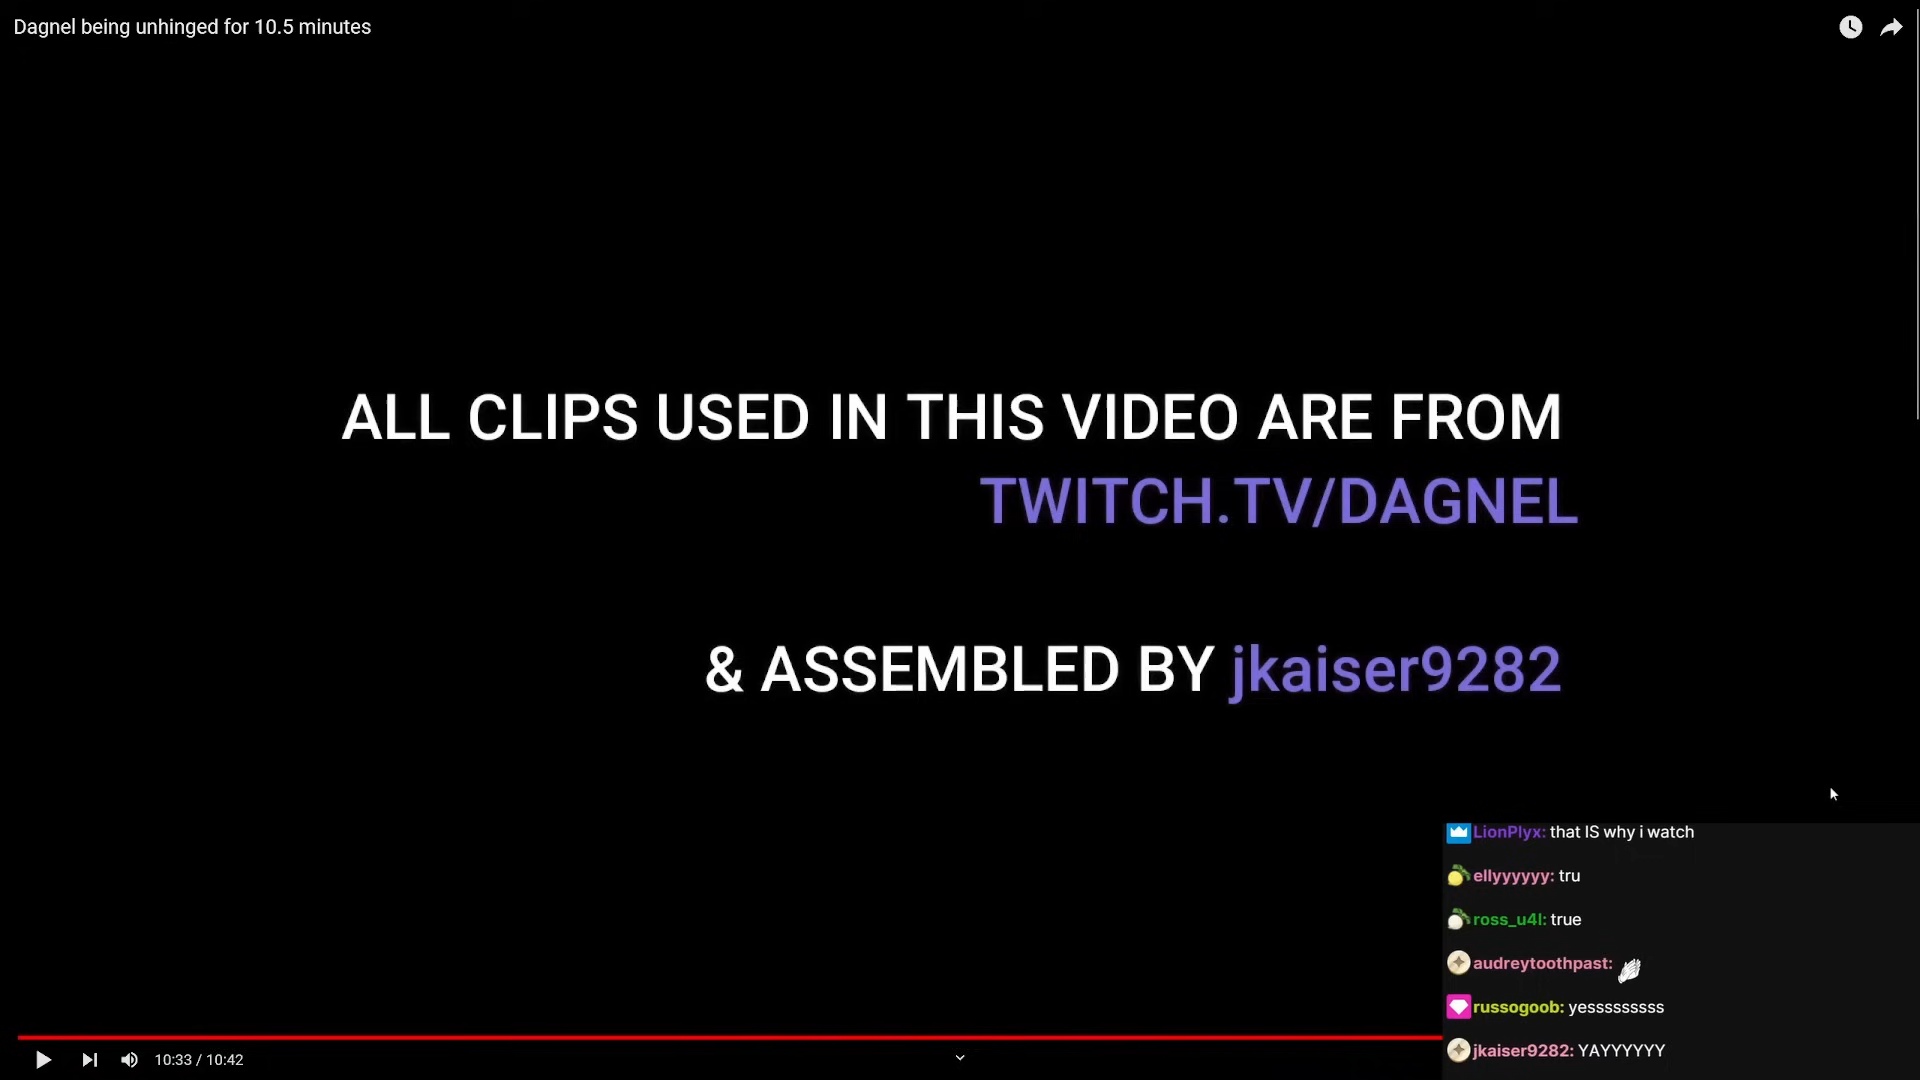 Dagnel being unhinged for 10.5 minutes
ALL CLIPS USED IN THIS VIDEO ARE FROM
TWITCH.TV/DAGNEL
& ASSEMBLED BY jkaiser9282
LionPlyx: that IS why i watch
ellyyyyyy: tru
ross_u4l: true
audreytoothpast:
russogoob: yesssssssss
jkaiser9282: YAYYYYYY
10:33 / 10:42